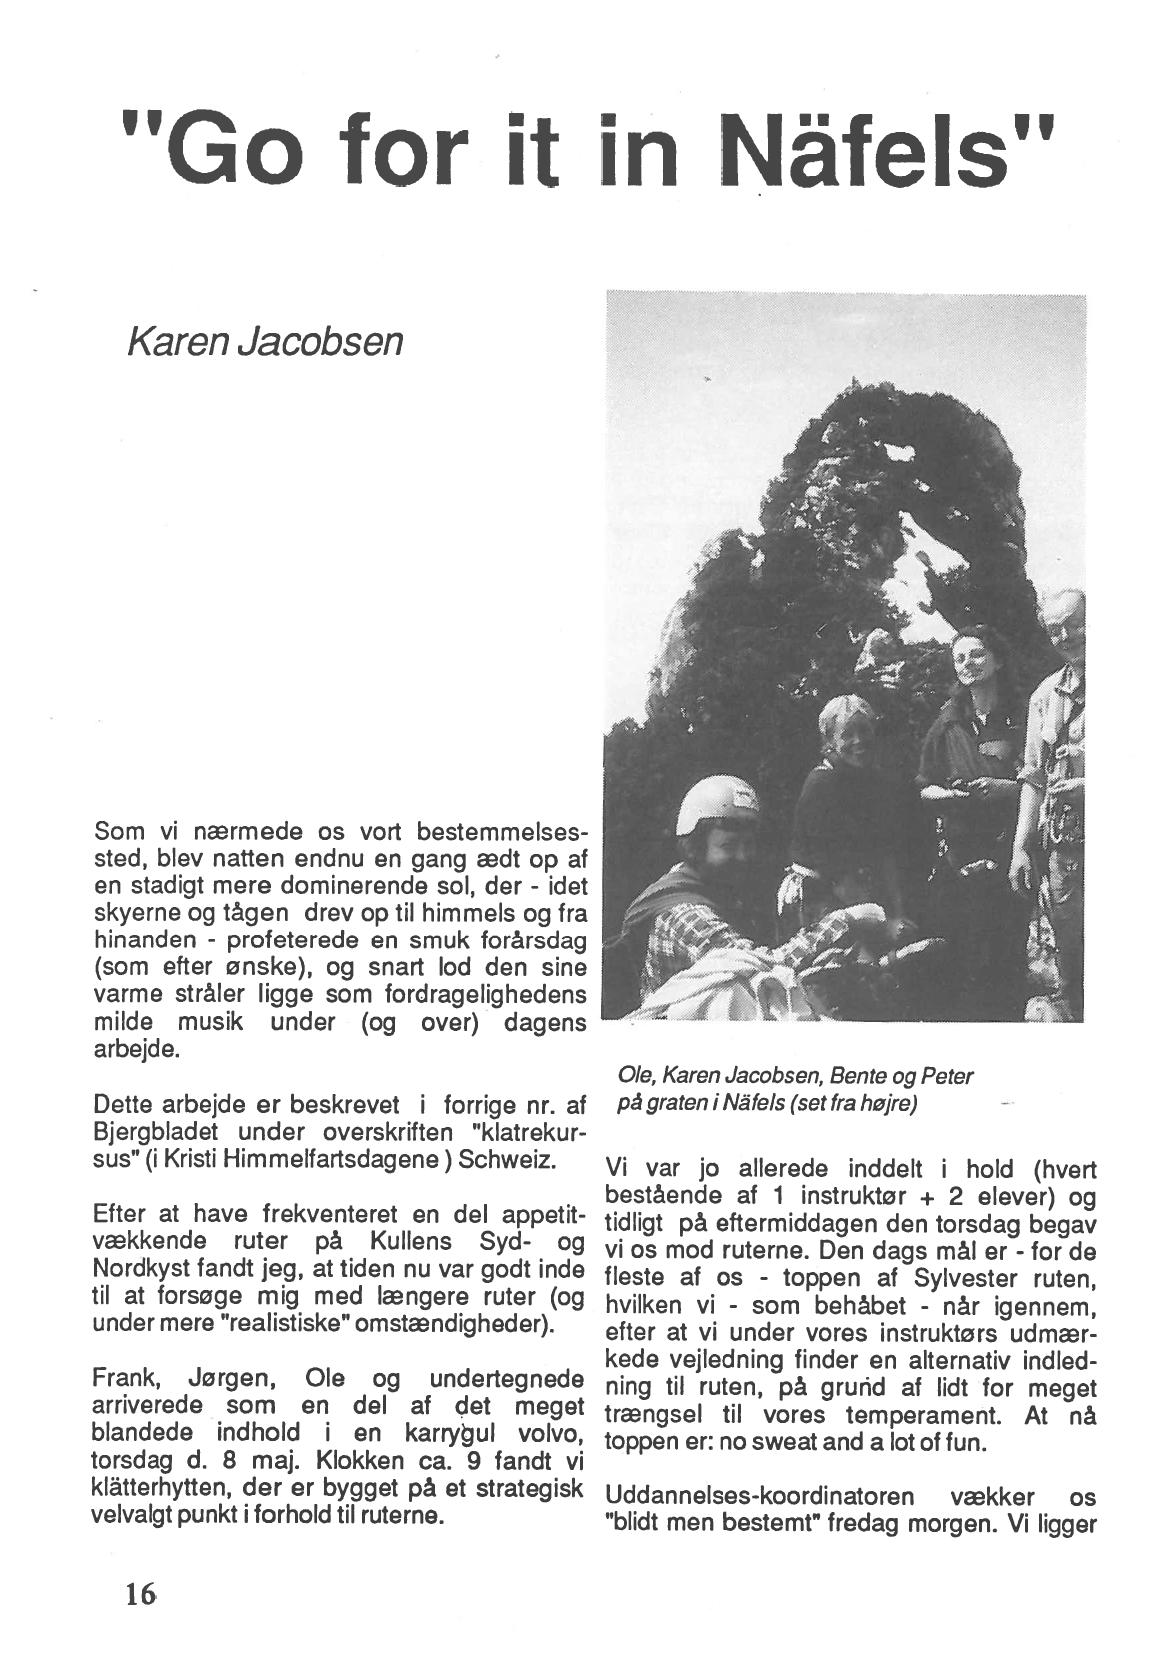 "Go for it in Näfels"
Karen Jacobsen
Som vi nærmede os vort bestemmelses-
sted, blev natten endnu en gang ædt op af
en stadigt mere dominerende sol, der - idet
skyerne og tågen drev op til himmels og fra
hinanden - profeterede en smuk forårsdag
(som efter ønske), og snart lod den sine
varme stråler ligge som fordragelighedens
milde musik under (og over) dagens
arbejde.
Dette arbejde er beskrevet i forrige nr. af
Bjergbladet under overskriften "klatrekur-
sus" (i Kristi Himmelfartsdagene ) Schweiz.
Efter at have frekventeret en del appetit-
vækkende ruter på Kullens Syd- og
Nordkyst fandt jeg, at tiden nu var godt inde
til at forsøge mig med længere ruter (og
under mere "realistiske" omstændigheder).
Frank, Jørgen, Ole og undertegnede
arriverede som en del af det meget
blandede indhold i en karrygul volvo,
torsdag d. 8 maj. Klokken ca. 9 fandt vi
klätterhytten, der er bygget på et strategisk
velvalgt punkt i forhold til ruterne.
Ole, Karen Jacobsen, Bente og Peter
på graten i Näfels (set fra højre)
Vi var jo allerede inddelt i hold (hvert
bestående af 1 instruktør + 2 elever) og
tidligt på eftermiddagen den torsdag begav
vi os mod ruterne. Den dags mål er - for de
fleste af os - toppen af Sylvester ruten,
hvilken vi - som behåbet - når igennem,
efter at vi under vores instruktørs udmær-
kede vejledning finder en alternativ indled-
ning til ruten, på grund af lidt for meget
trængsel til vores temperament. At nå
toppen er: no sweat and a lot of fun.
Uddannelses-koordinatoren vækker os
"blidt men bestemt" fredag morgen. Vi ligger
16